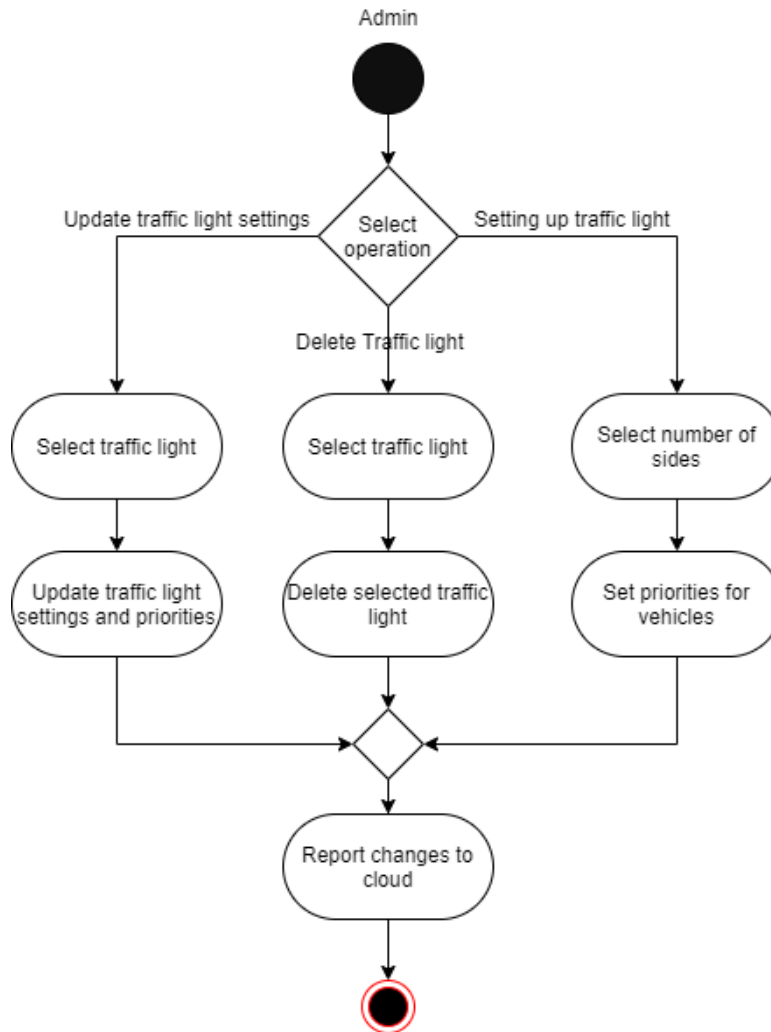 Admin
Select
operation
Update traffic light settings
Setting up traffic light
Delete Traffic light
Select traffic light
Select traffic light
Select number of
sides
Update traffic light
settings and priorities
Delete selected traffic
light
Set priorities for
vehicles
Report changes to
cloud